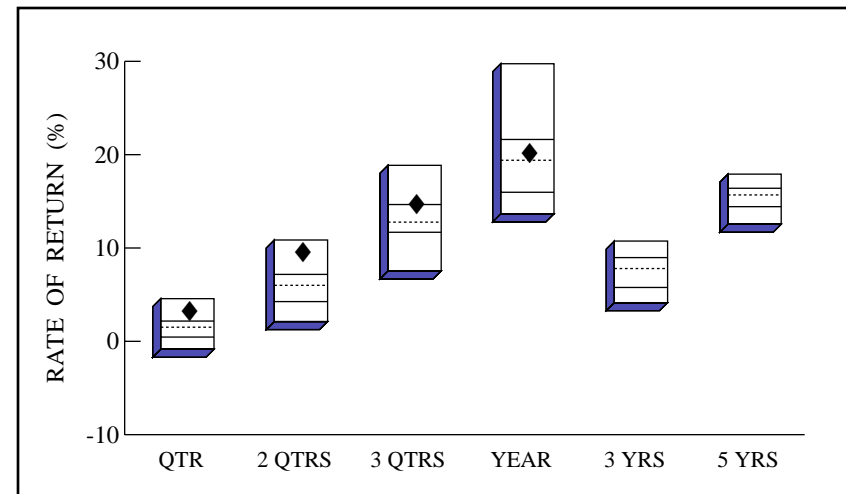 RATE OF RETURN (%)
30
20
10
0
-10
QTR 2 QTRS 3 QTRS YEAR 3 YRS 5 YRS